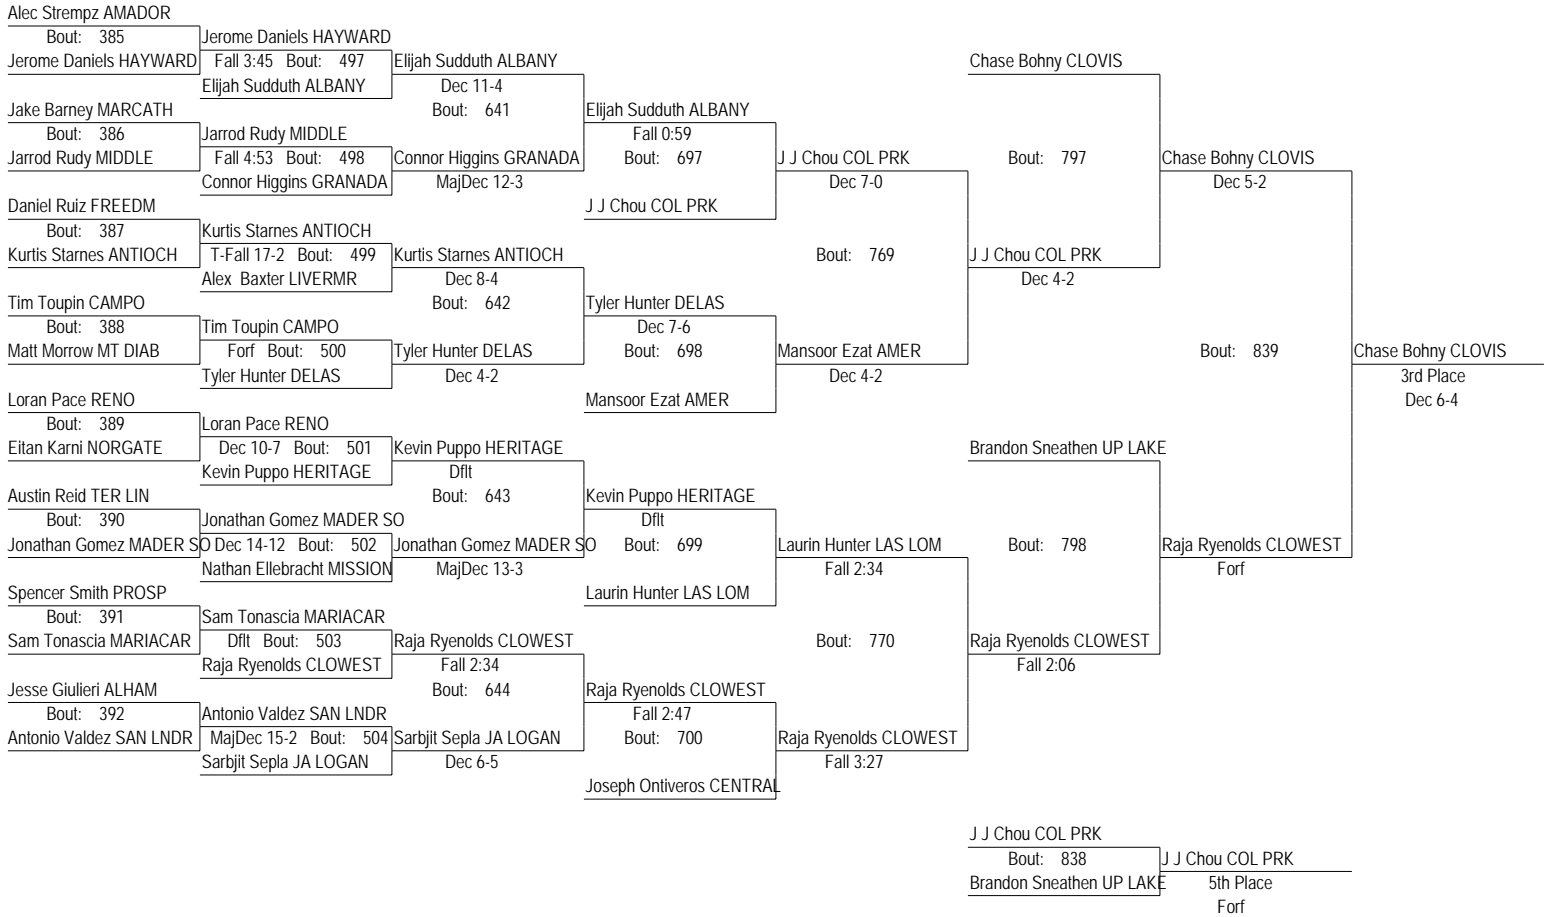 Alec Strempz AMADOR
Bout: 385 Jerome Daniels HAYWARD
Jerome Daniels HAYWARD Fall 3:45 Bout: 497 Elijah Sudduth ALBANY Chase Bohny CLOVIS
Elijah Sudduth ALBANY Dec 11-4
Jake Barney MARCATH Bout: 641 Elijah Sudduth ALBANY
Bout: 386 Jarrod Rudy MIDDLE Fall 0:59
Jarrod Rudy MIDDLE Fall 4:53 Bout: 498 Connor Higgins GRANADA Bout: 697 J J Chou COL PRK Bout: 797 Chase Bohny CLOVIS
Connor Higgins GRANADA MajDec 12-3 Dec 7-0 Dec 5-2
Daniel Ruiz FREEDM J J Chou COL PRK
Bout: 387 Kurtis Starnes ANTIOCH
Kurtis Starnes ANTIOCH T-Fall 17-2 Bout: 499 Kurtis Starnes ANTIOCH Bout: 769 J J Chou COL PRK
Alex Baxter LIVERMR Dec 8-4 Dec 4-2
Tim Toupin CAMPO Bout: 642 Tyler Hunter DELAS
Bout: 388 Tim Toupin CAMPO Dec 7-6
Matt Morrow MT DIAB Forf Bout: 500 Tyler Hunter DELAS Bout: 698 Mansoor Ezat AMER Bout: 839 Chase Bohny CLOVIS
Tyler Hunter DELAS Dec 4-2 Dec 4-2 3rd Place
Loran Pace RENO Mansoor Ezat AMER Dec 6-4
Bout: 389 Loran Pace RENO
Eitan Karni NORGATE Dec 10-7 Bout: 501 Kevin Puppo HERITAGE Brandon Sneathen UP LAKE
Kevin Puppo HERITAGE Dflt
Austin Reid TER LIN Bout: 643 Kevin Puppo HERITAGE
Bout: 390 Jonathan Gomez MADER SO Dflt
Jonathan Gomez MADER SO Dec 14-12 Bout: 502 Jonathan Gomez MADER SO Bout: 699 Laurin Hunter LAS LOM Bout: 798 Raja Ryenolds CLOWEST
Nathan Ellebracht MISSION MajDec 13-3 Fall 2:34 Forf
Spencer Smith PROSP Laurin Hunter LAS LOM
Bout: 391 Sam Tonascia MARIACAR
Sam Tonascia MARIACAR Dflt Bout: 503 Raja Ryenolds CLOWEST Bout: 770 Raja Ryenolds CLOWEST
Raja Ryenolds CLOWEST Fall 2:34 Fall 2:06
Jesse Giulieri ALHAM Bout: 644 Raja Ryenolds CLOWEST
Bout: 392 Antonio Valdez SAN LNDR Fall 2:47
Antonio Valdez SAN LNDR MajDec 15-2 Bout: 504 Sarbjit Sepla JA LOGAN Bout: 700 Raja Ryenolds CLOWEST
Sarbjit Sepla JA LOGAN Dec 6-5 Fall 3:27
Joseph Ontiveros CENTRAL
J J Chou COL PRK
Bout: 838 J J Chou COL PRK
Brandon Sneathen UP LAKE 5th Place
Forf